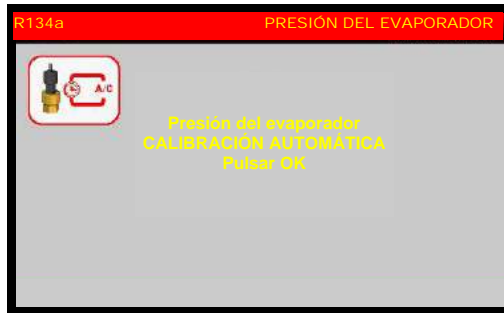 R134a PRESIÓN DEL EVAPORADOR
A/C
Presión del evaporador
CALIBRACIÓN AUTOMÁTICA
Pulsar OK